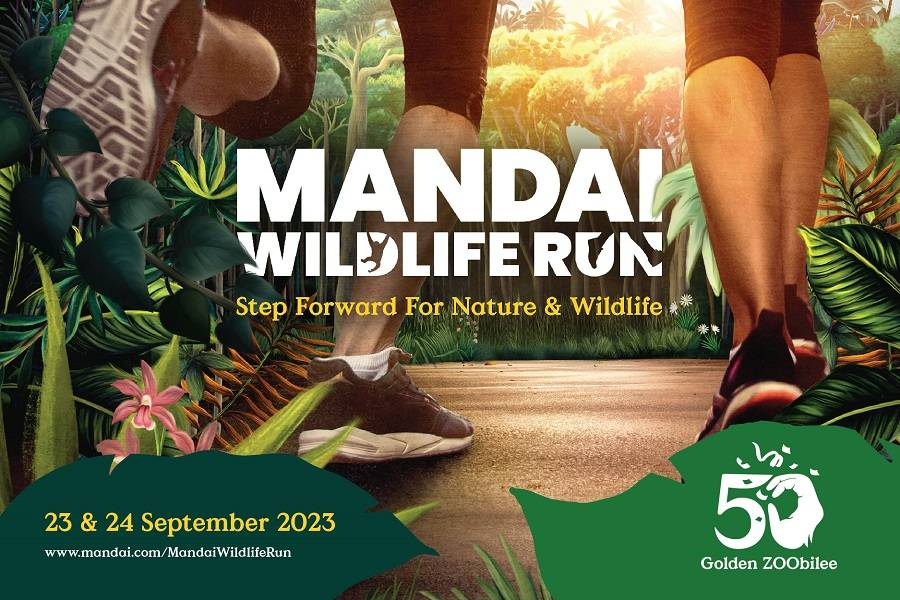 MANDAI
WILDLIFE RUN
Step Forward For Nature & Wildlife
23 & 24 September 2023
www.mandai.com/MandaiWildlifeRun
50
Golden ZOObilee